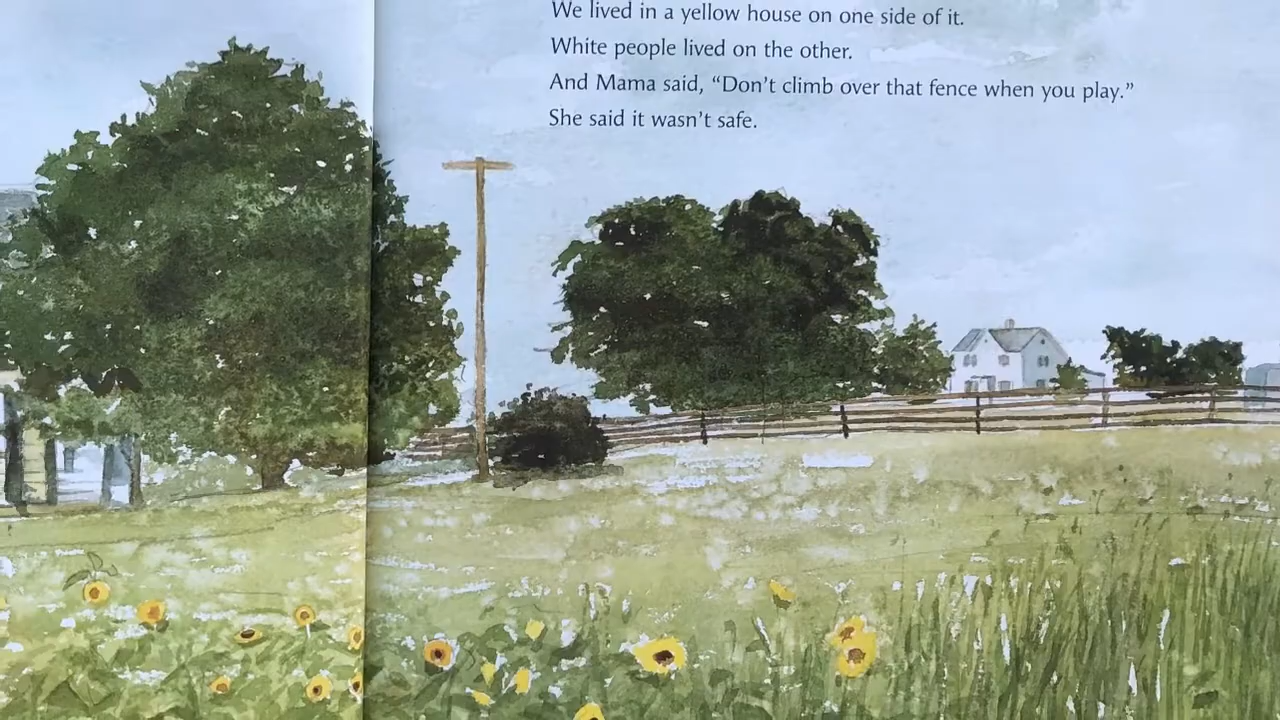 We lived in a yellow house on one side of it.
White people lived on the other.
And Mama said, “Don’t climb over that fence when you play.”
She said it wasn’t safe.